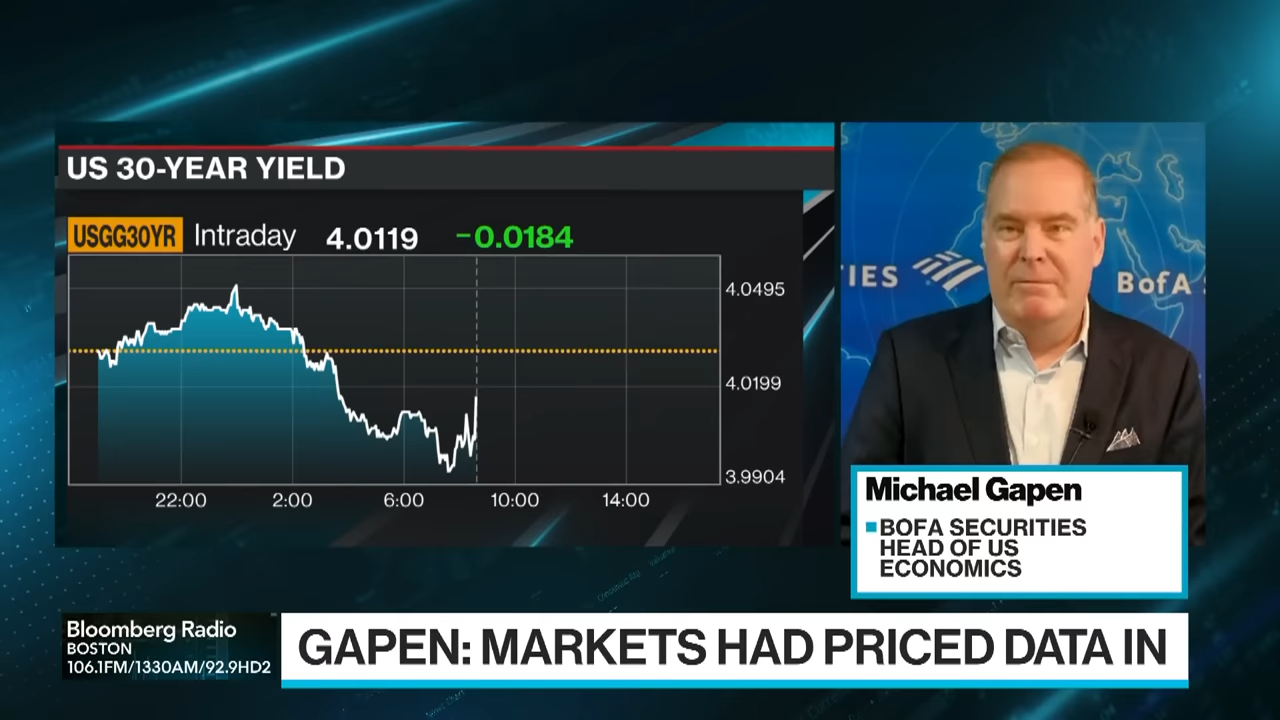 US 30-YEAR YIELD
USGG30YR Intraday 4.0119 -0.0184
4.0495
4.0199
3.9904
22:00 2:00 6:00 10:00 14:00
TIES BofA
Michael Gapen
BOFA SECURITIES
HEAD OF US
ECONOMICS
Bloomberg Radio
BOSTON
106.1FM/1330AM/92.9HD2
GAPEN: MARKETS HAD PRICED DATA IN